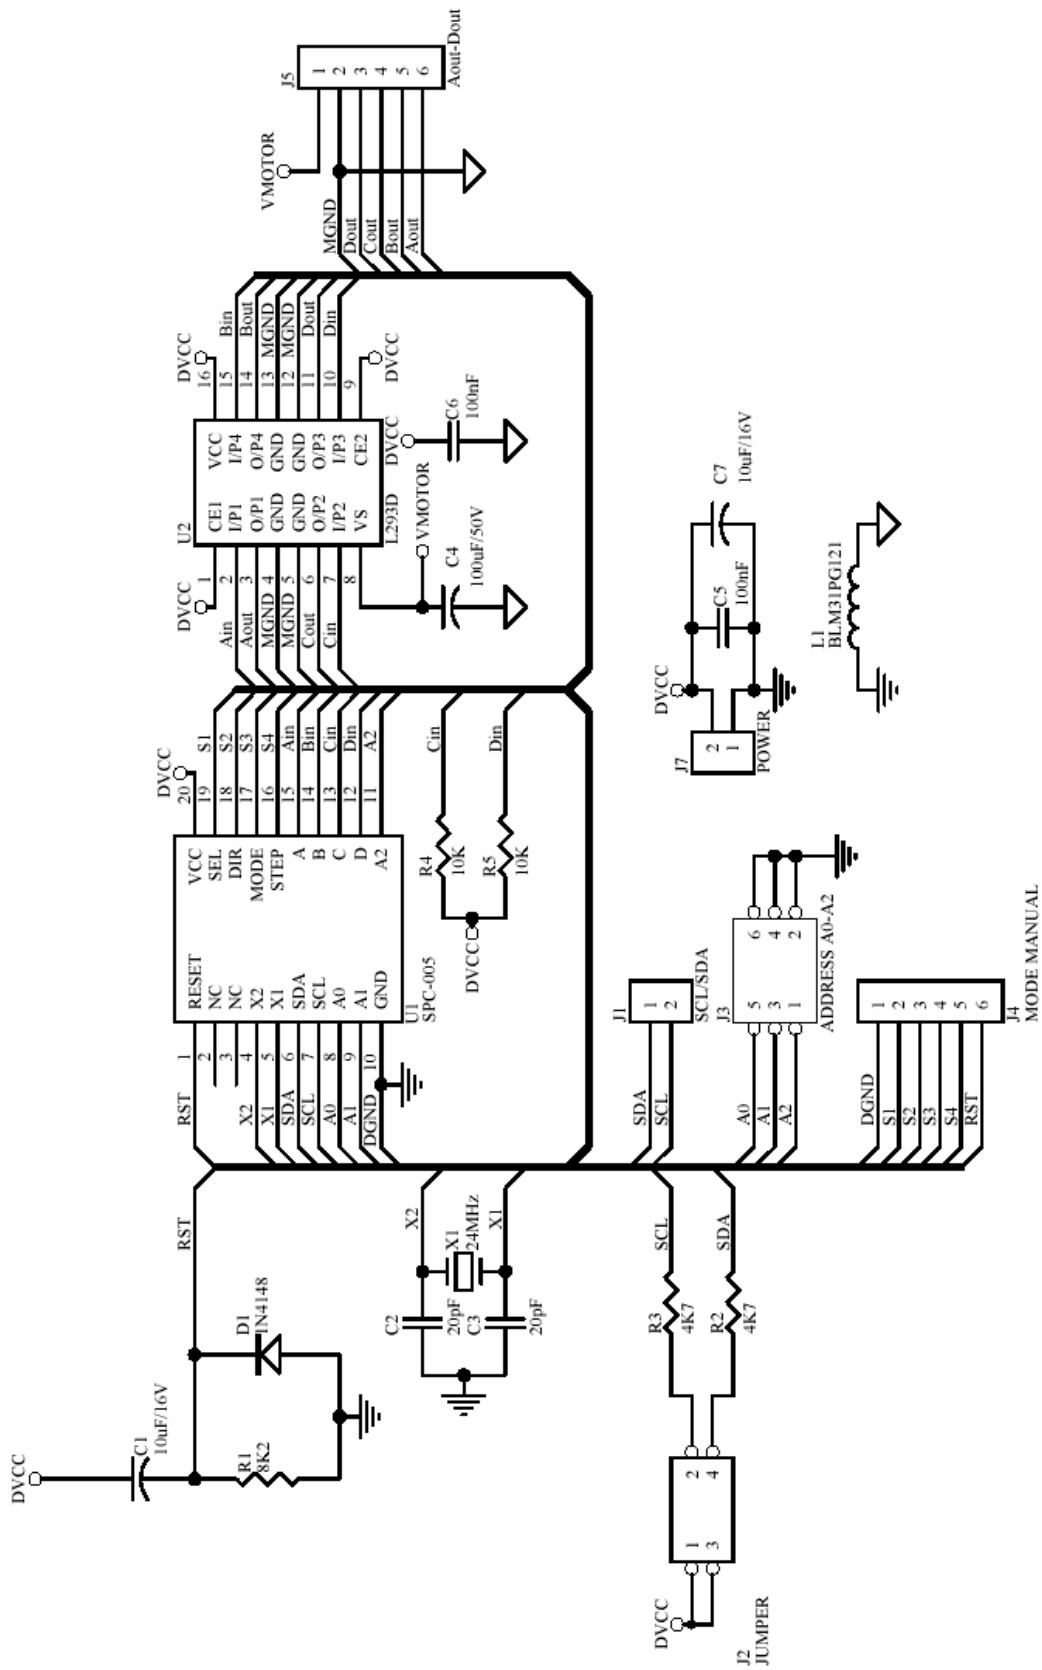 DVCC
C1
10uF/16V
R1
8K2
D1
1N4148
RST
X2
X1
C2
20pF
C3
20pF
X1
24MHz
SCL
SDA
R3
4K7
R2
4K7
DVCC
1
3
2
4
J2
JUMPER
RST
X2
X1
SDA
SCL
A0
A1
DGND
1
2
3
4
5
6
7
8
9
10
RESET
NC
NC
X2
X1
SDA
SCL
A0
A1
GND
VCC
SEL
DIR
MODE
STEP
A
B
C
D
A2
U1
SPC-005
DVCC
20
19
18
17
16
15
14
13
12
11
S1
S2
S3
S4
Ain
Bin
Cin
Din
A2
DVCC
R4
10K
R5
10K
Cin
Din
SDA
SCL
J1
1
2
SCL/SDA
A0
A1
A2
J3
5
3
1
6
4
2
ADDRESS A0-A2
DGND
S1
S2
S3
S4
RST
1
2
3
4
5
6
J4
MODE MANUAL
DVCC
1
2
3
4
5
6
7
8
Ain
Aout
MGND
MGND
Cout
Cin
U2
CE1
I/P1
O/P1
GND
GND
O/P2
I/P2
VS
VCC
I/P4
O/P4
GND
GND
O/P3
I/P3
CE2
L293D
DVCC
16
15
14
13
12
11
10
9
Bin
Bout
MGND
MGND
Dout
Din
DVCC
VMOTOR
C4
100uF/50V
DVCC
C6
100nF
VMOTOR
MGND
Dout
Cout
Bout
Aout
J5
1
2
3
4
5
6
Aout-Dout
DVCC
J7
2
1
POWER
C5
100nF
C7
10uF/16V
L1
BLM31PG121